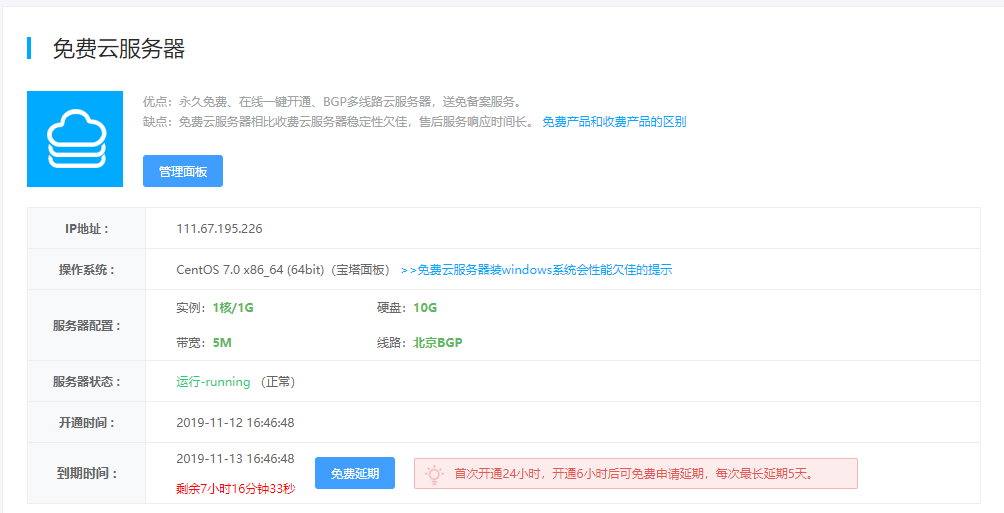 免费云服务器
优点：永久免费、在线一键开通、BGP多线路云服务器，送免备案服务。
缺点：免费云服务器相比收费云服务器稳定性欠佳，售后服务响应时间长。 免费产品和收费产品的区别
管理面板
IP地址： 111.67.195.226
操作系统： CentOS 7.0 x86_64 (64bit)（宝塔面板） >>免费云服务器装windows系统会性能欠佳的提示
服务器配置： 实例：1核/1G 硬盘：10G
带宽：5M 线路：北京BGP
服务器状态： 运行-running （正常）
开通时间： 2019-11-12 16:46:48
到期时间： 2019-11-13 16:46:48
剩余7小时16分钟33秒
免费延期
首次开通24小时，开通6小时后可免费申请延期，每次最长延期5天。